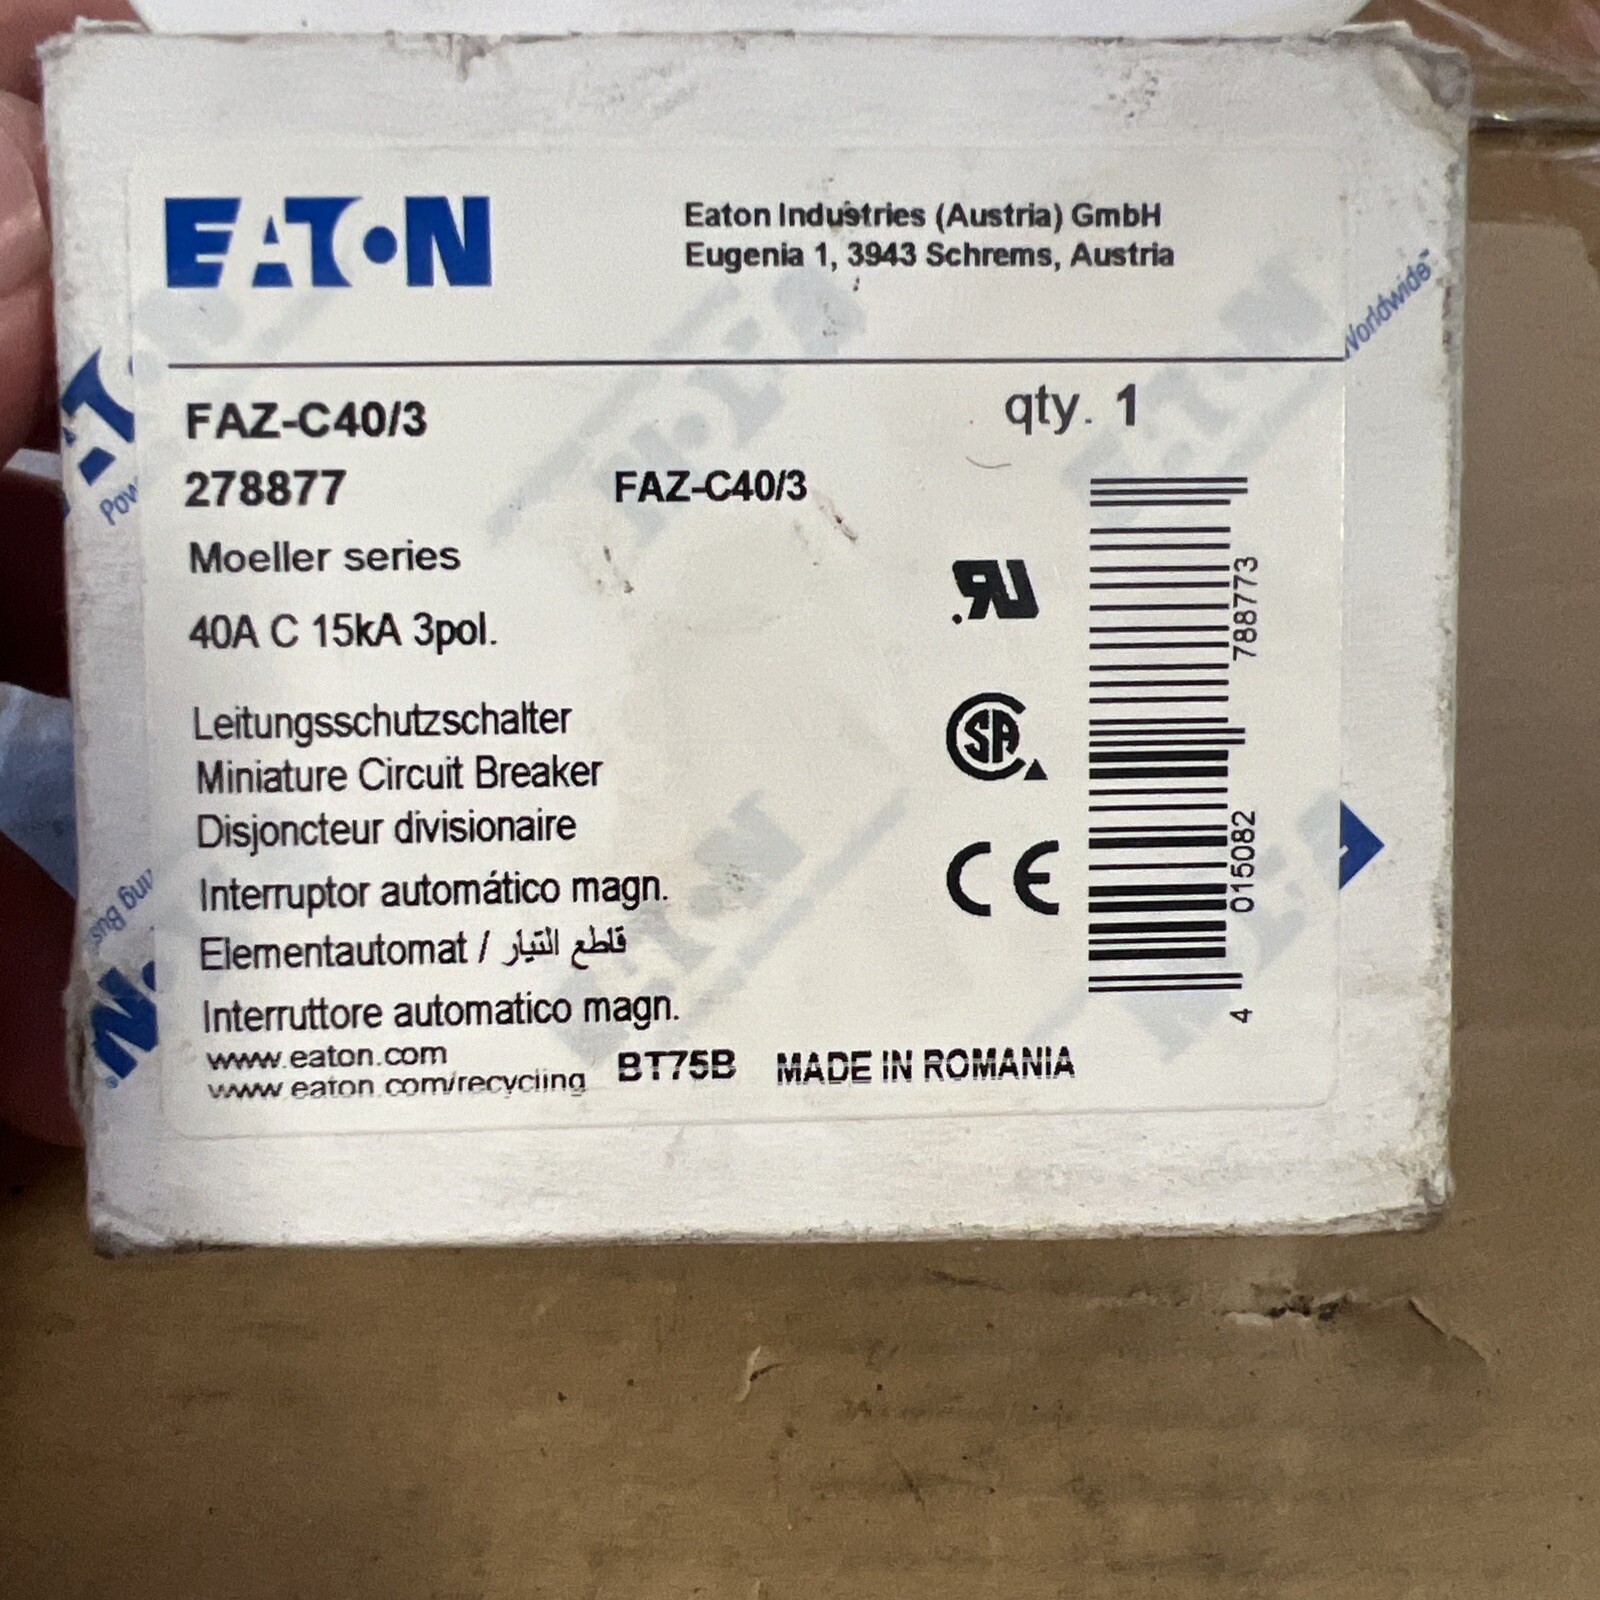 EATON
Eaton Industries (Austria) GmbH
Eugenia 1, 3943 Schrems, Austria
Worldwide
FAZ-C40/3
qty. 1
278877
FAZ-C40/3
Moeller series
40A C 15kA 3pol.
Leitungsschutzschalter
Miniature Circuit Breaker
Disjoncteur divisionaire
Interruptor automático magn.
Elementautomat / قاطع التيار
Interruttore automatico magn.
www.eaton.com
www.eaton.com/recycling
BT75B MADE IN ROMANIA
CSA
CE
4 015082 788773